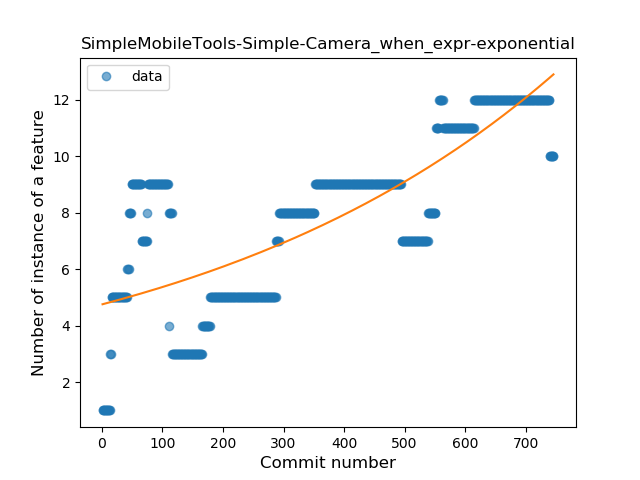 SimpleMobileTools-Simple-Camera_when_expr-exponential
data
Number of instance of a feature
12
10
8
6
4
2
0 100 200 300 400 500 600 700
Commit number